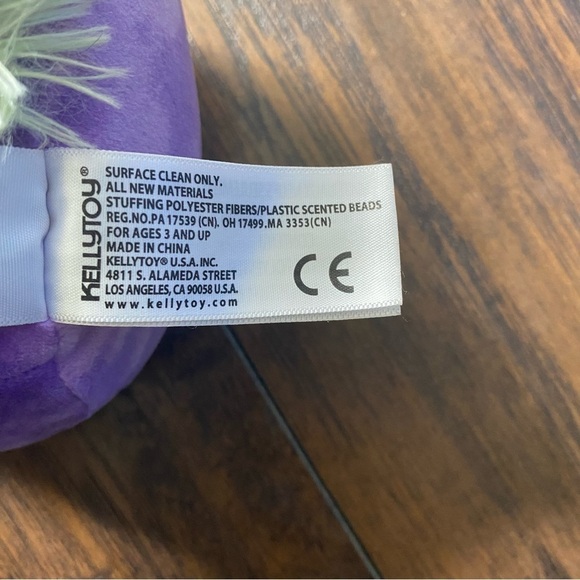 KELLYTOY®
SURFACE CLEAN ONLY.
ALL NEW MATERIALS
STUFFING POLYESTER FIBERS/PLASTIC SCENTED BEADS
REG.NO.PA 17539 (CN). OH 17499.MA 3353(CN)
FOR AGES 3 AND UP
MADE IN CHINA
KELLYTOY® U.S.A. INC.
4811 S. ALAMEDA STREET
LOS ANGELES, CA 90058 U.S.A.
www.kellytoy.com
CE